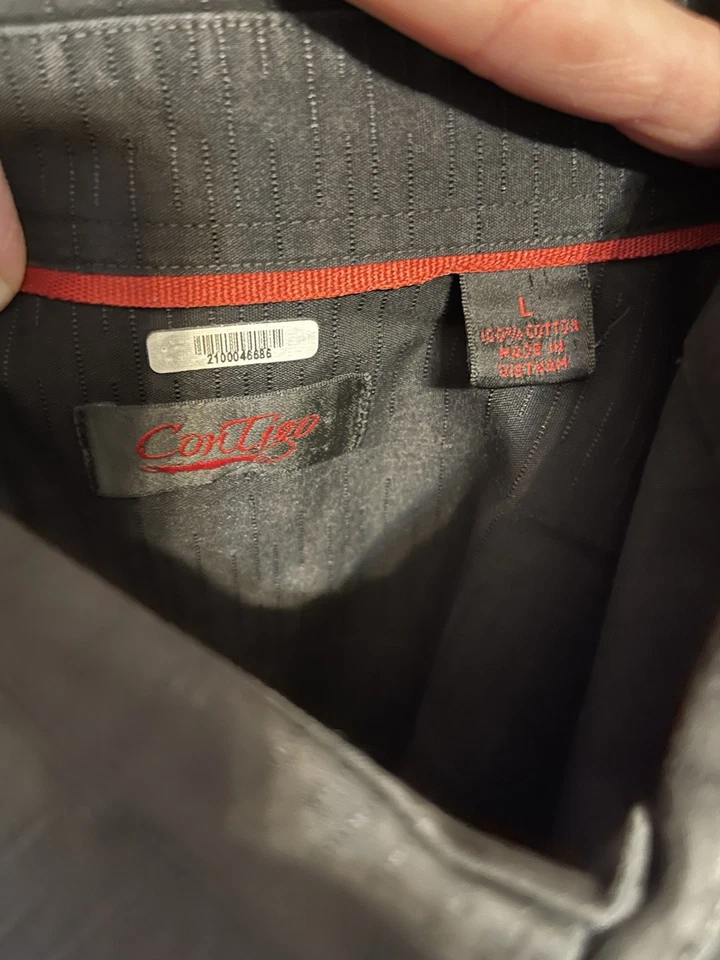 2100046686
ConTigo
L
100% COTTON
MADE IN
VIETNAM